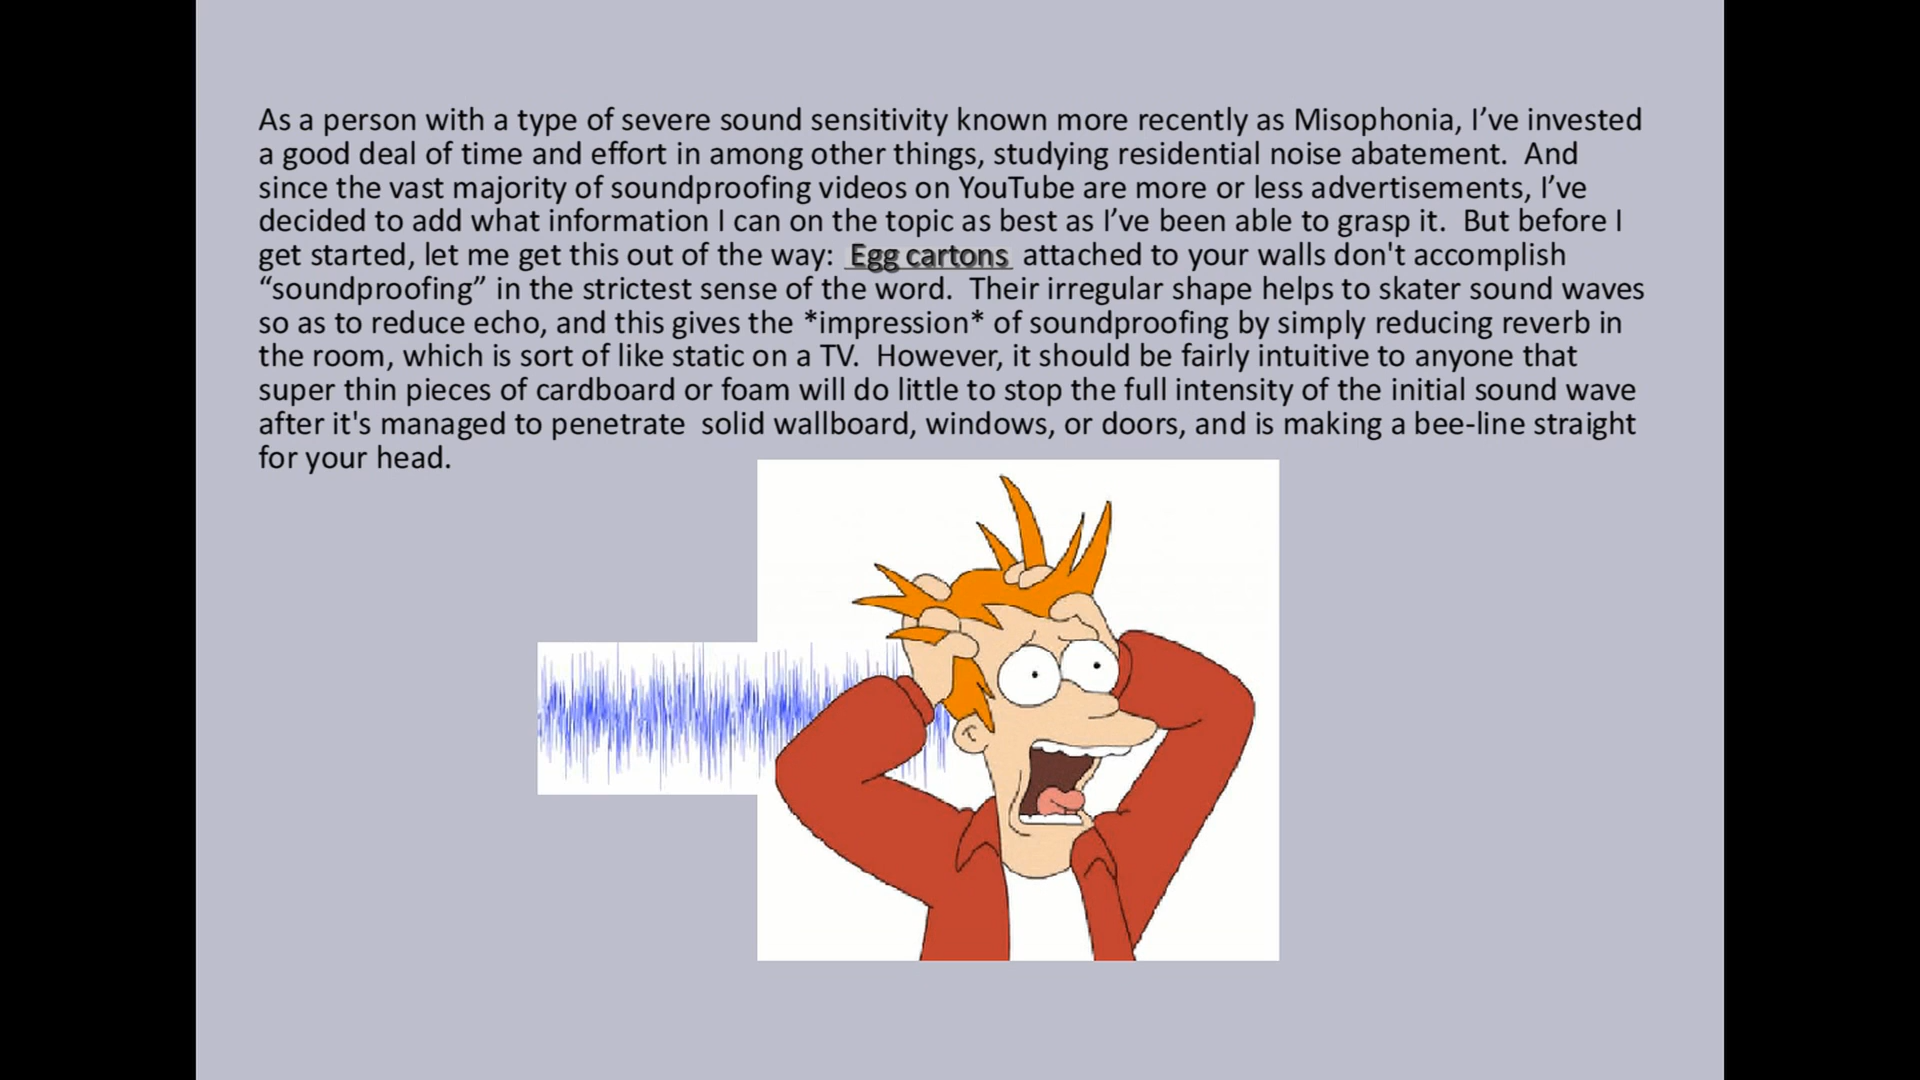 As a person with a type of severe sound sensitivity known more recently as Misophonia, I’ve invested
a good deal of time and effort in among other things, studying residential noise abatement.  And
since the vast majority of soundproofing videos on YouTube are more or less advertisements, I’ve
decided to add what information I can on the topic as best as I’ve been able to grasp it.  But before I
get started, let me get this out of the way:  Egg cartons  attached to your walls don't accomplish
“soundproofing” in the strictest sense of the word.  Their irregular shape helps to skater sound waves
so as to reduce echo, and this gives the *impression* of soundproofing by simply reducing reverb in
the room, which is sort of like static on a TV.  However, it should be fairly intuitive to anyone that
super thin pieces of cardboard or foam will do little to stop the full intensity of the initial sound wave
after it's managed to penetrate  solid wallboard, windows, or doors, and is making a bee-line straight
for your head.